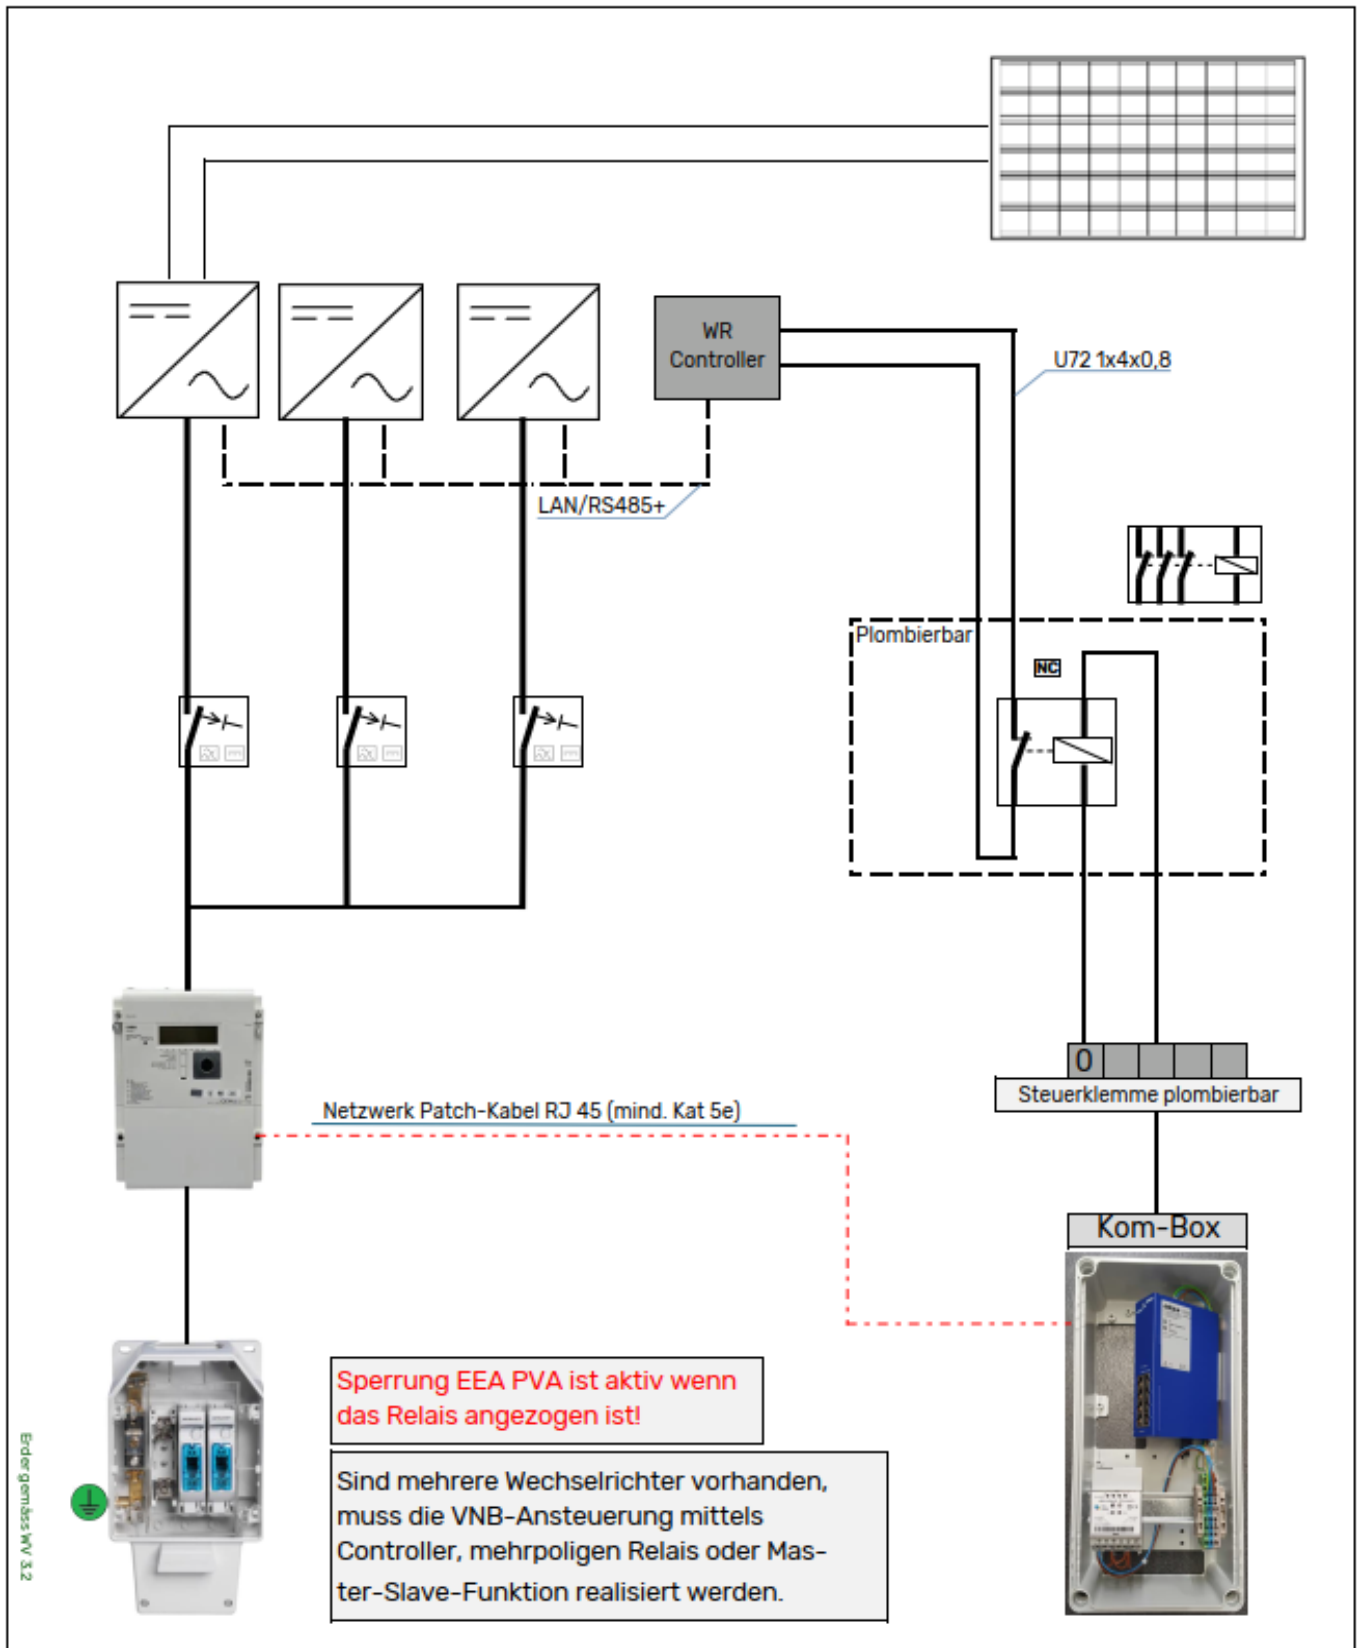 WR
Controller
U72 1x4x0,8
LAN/RS485+
Plombierbar
NC
0
Steuerklemme plombierbar
Netzwerk Patch-Kabel RJ 45 (mind. Kat 5e)
Kom-Box
Sperrung EEA PVA ist aktiv wenn
das Relais angezogen ist!
Sind mehrere Wechselrichter vorhanden,
muss die VNB-Ansteuerung mittels
Controller, mehrpoligen Relais oder Mas-
ter-Slave-Funktion realisiert werden.
Erder gemäss WV 3.2